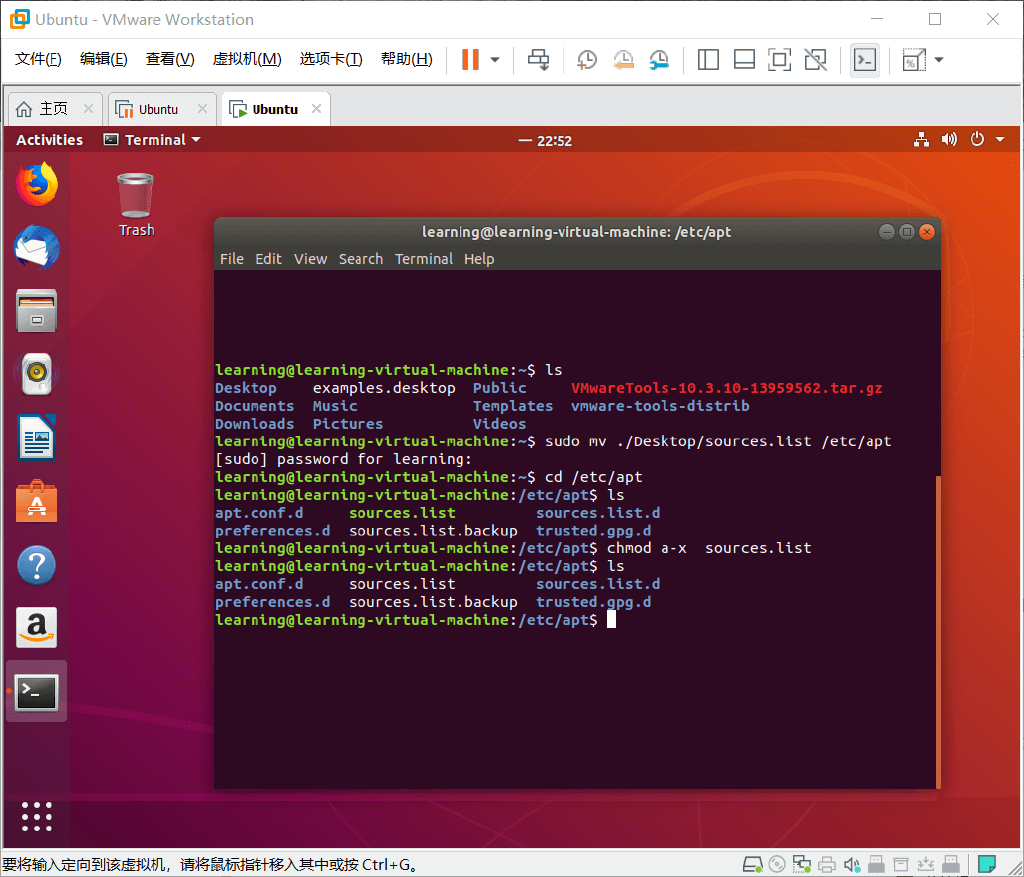 Ubuntu - VMware Workstation
文件(F) 编辑(E) 查看(V) 虚拟机(M) 选项卡(T) 帮助(H)
主页 Ubuntu Ubuntu
Activities Terminal 22:52
Trash
learning@learning-virtual-machine: /etc/apt
File Edit View Search Terminal Help
learning@learning-virtual-machine:~$ ls
Desktop examples.desktop Public VMwareTools-10.3.10-13959562.tar.gz
Documents Music Templates vmware-tools-distrib
Downloads Pictures Videos
learning@learning-virtual-machine:~$ sudo mv ./Desktop/sources.list /etc/apt
[sudo] password for learning:
learning@learning-virtual-machine:~$ cd /etc/apt
learning@learning-virtual-machine:/etc/apt$ ls
apt.conf.d sources.list sources.list.d
preferences.d sources.list.backup trusted.gpg.d
learning@learning-virtual-machine:/etc/apt$ chmod a-x  sources.list
learning@learning-virtual-machine:/etc/apt$ ls
apt.conf.d sources.list sources.list.d
preferences.d sources.list.backup trusted.gpg.d
learning@learning-virtual-machine:/etc/apt$
要将输入定向到该虚拟机，请将鼠标指针移入其中或按 Ctrl+G。